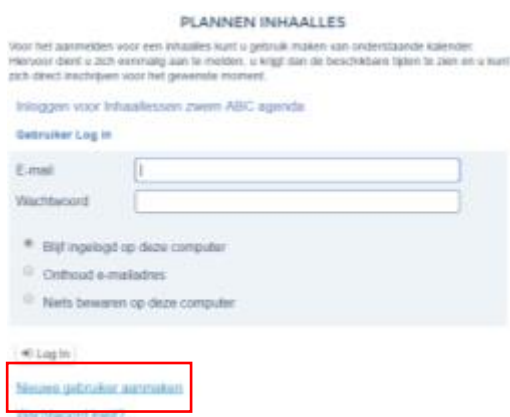 PLANNEN INHAALLES
Voor het aanmelden voor een inhaalles kunt u gebruik maken van onderstaande kalender.
Hiervoor dient u zich eenmalig aan te melden, u krijgt dan de beschikbare tijden te zien en u kunt
zich direct inschrijven voor het gewenste moment.
Inloggen voor Inhaallessen zwem ABC agenda
Gebruiker Log in
E-mail
Wachtwoord
Blijf ingelogd op deze computer
Onthoud e-mailadres
Niets bewaren op deze computer
Log In
Nieuwe gebruiker aanmaken